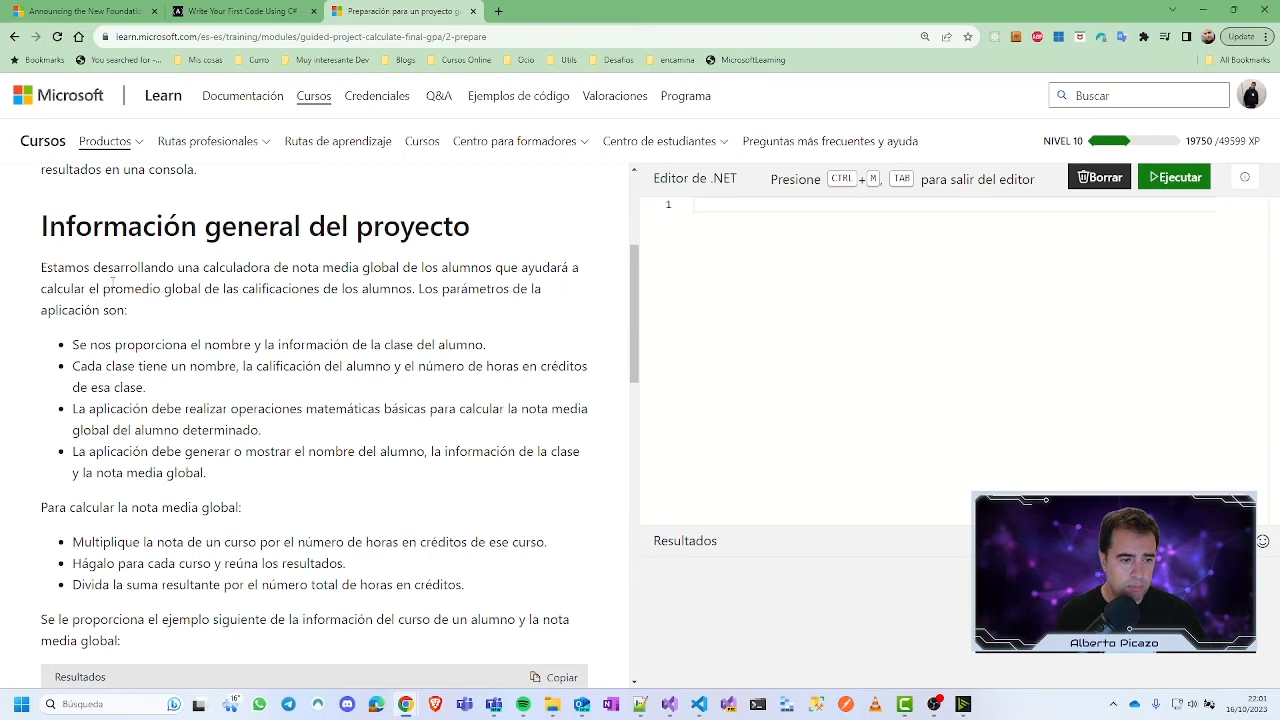 Announcing the New Foundatic
Write Your First Code Using C#
Preparación para un proyecto g
learn.microsoft.com/es-es/training/modules/guided-project-calculate-final-gpa/2-prepare
Update
Bookmarks
You searched for -...
Mis cosas
Curro
Muy interesante Dev
Blogs
Cursos Online
Ocio
Utils
Desafios
encamina
MicrosoftLearning
All Bookmarks
Microsoft
Learn
Documentación
Cursos
Credenciales
Q&A
Ejemplos de código
Valoraciones
Programa
Buscar
Cursos
Productos
Rutas profesionales
Rutas de aprendizaje
Cursos
Centro para formadores
Centro de estudiantes
Preguntas más frecuentes y ayuda
NIVEL 10
19750 /49599 XP
resultados en una consola.
Información general del proyecto
Estamos desarrollando una calculadora de nota media global de los alumnos que ayudará a
calcular el promedio global de las calificaciones de los alumnos. Los parámetros de la
aplicación son:
Se nos proporciona el nombre y la información de la clase del alumno.
Cada clase tiene un nombre, la calificación del alumno y el número de horas en créditos
de esa clase.
La aplicación debe realizar operaciones matemáticas básicas para calcular la nota media
global del alumno determinado.
La aplicación debe generar o mostrar el nombre del alumno, la información de la clase
y la nota media global.
Para calcular la nota media global:
Multiplique la nota de un curso por el número de horas en créditos de ese curso.
Hágalo para cada curso y reúna los resultados.
Divida la suma resultante por el número total de horas en créditos.
Se le proporciona el ejemplo siguiente de la información del curso de un alumno y la nota
media global:
Resultados
Copiar
Editor de .NET
Presione CTRL + M, TAB para salir del editor
Borrar
Ejecutar
1
Resultados
Alberto Picazo
Búsqueda
16°
22:01
16/10/2023